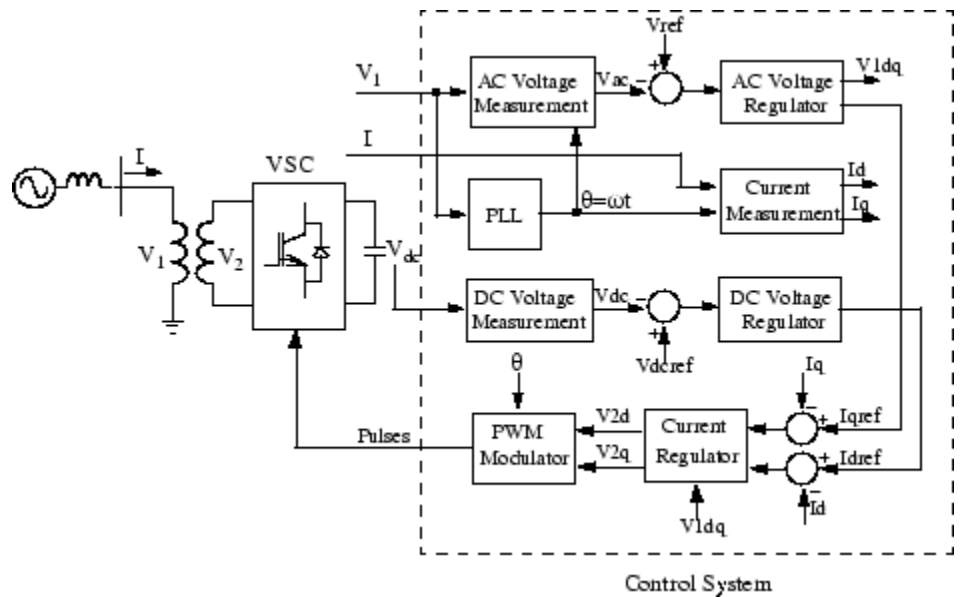 Vref
V1
AC Voltage
Measurement
Vac
−
+
AC Voltage
Regulator
V1dq
I
VSC
I
PLL
θ=ωt
Current
Measurement
Id
Iq
V1
V2
Vdc
DC Voltage
Measurement
Vdc
−
+
Vdcref
DC Voltage
Regulator
θ
Iq
−
+
Iqref
Pulses
PWM
Modulator
V2d
V2q
Current
Regulator
+
Idref
−
Id
V1dq
Control System